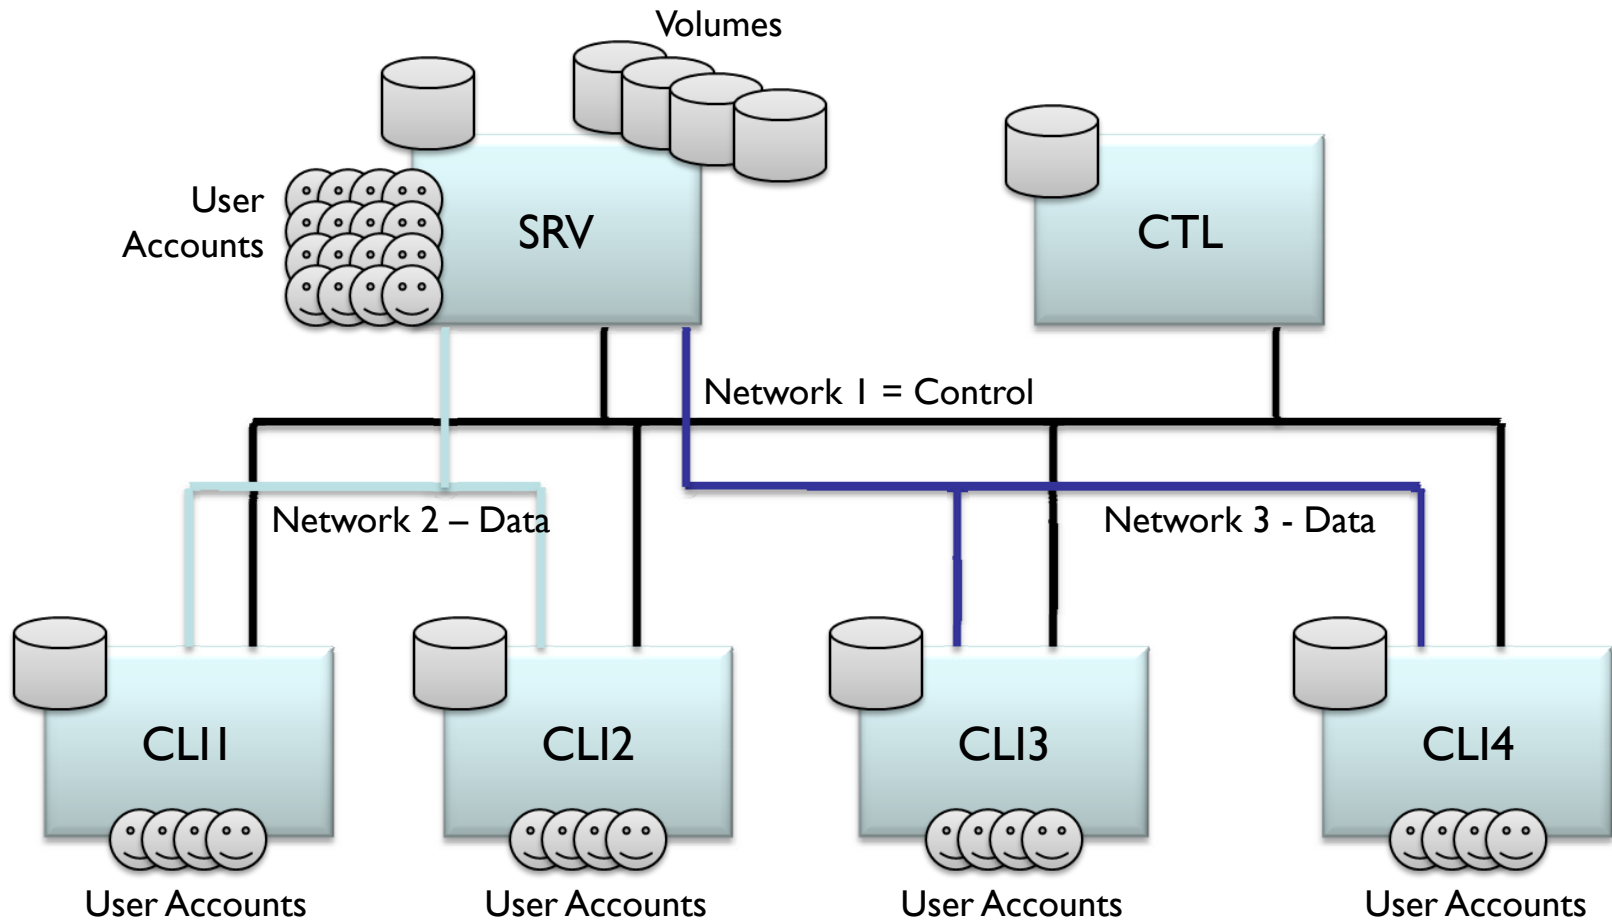 Volumes
User
Accounts
SRV
CTL
Network 1 = Control
Network 2 – Data
Network 3 - Data
CLI1
CLI2
CLI3
CLI4
User Accounts
User Accounts
User Accounts
User Accounts